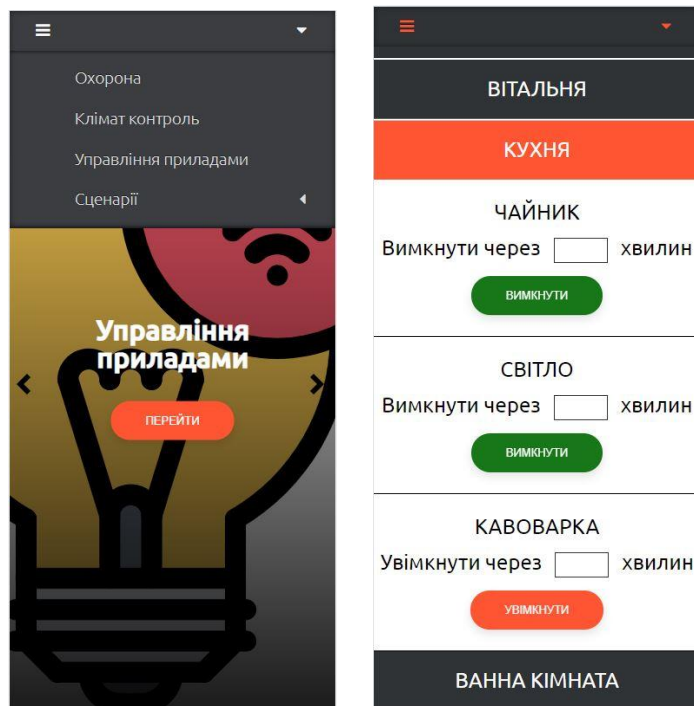 Охорона
Клімат контроль
Управління приладами
Сценарії
Управління
приладами
ПЕРЕЙТИ
ВІТАЛЬНЯ
КУХНЯ
ЧАЙНИК
Вимкнути через хвилин
ВИМКНУТИ
СВІТЛО
Вимкнути через хвилин
ВИМКНУТИ
КАВОВАРКА
Увімкнути через хвилин
УВІМКНУТИ
ВАННА КІМНАТА